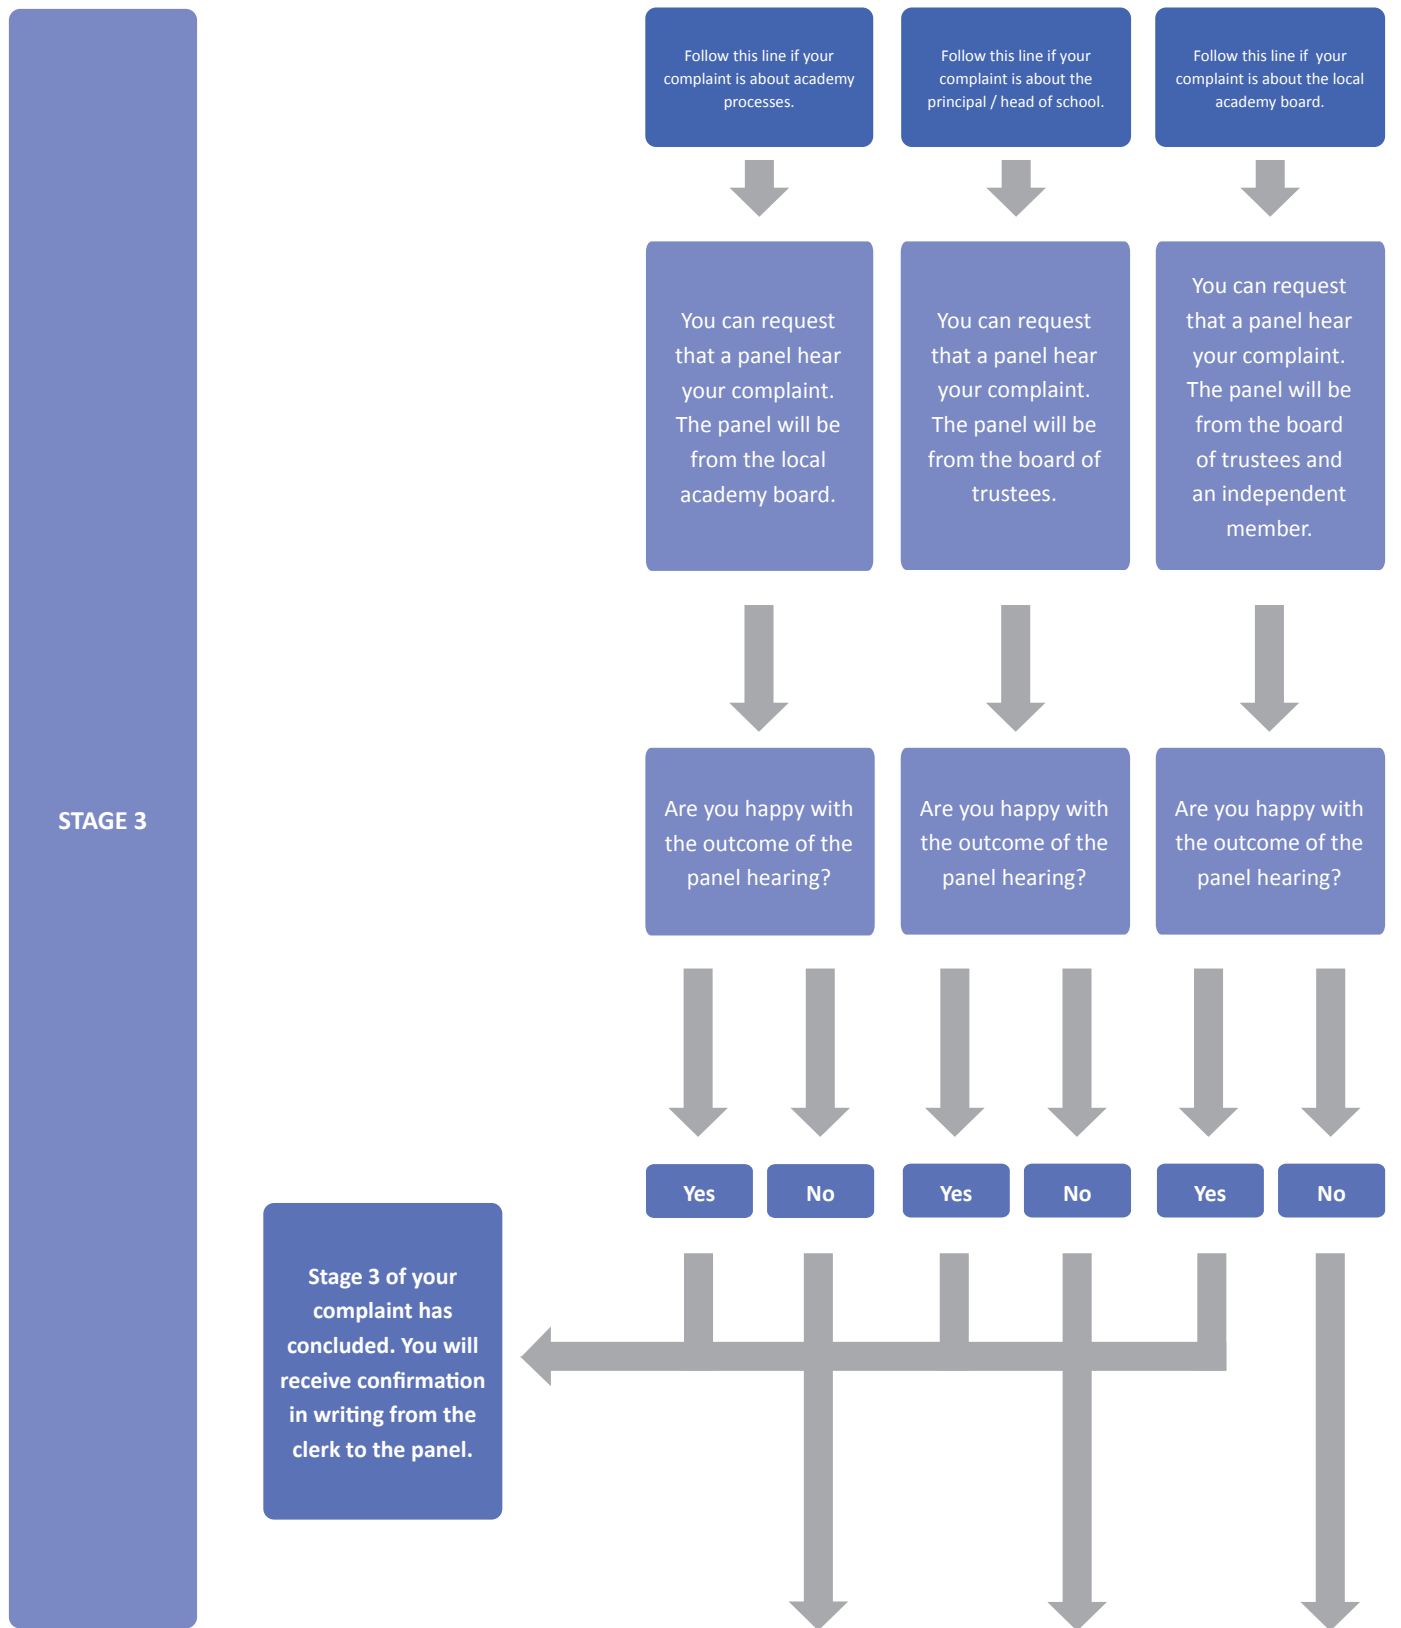 Follow this line if your
complaint is about academy
processes.
Follow this line if your
complaint is about the
principal / head of school.
Follow this line if  your
complaint is about the local
academy board.
You can request
that a panel hear
your complaint.
The panel will be
from the local
academy board.
You can request
that a panel hear
your complaint.
The panel will be
from the board of
trustees.
You can request
that a panel hear
your complaint.
The panel will be
from the board
of trustees and
an independent
member.
STAGE 3
Are you happy with
the outcome of the
panel hearing?
Are you happy with
the outcome of the
panel hearing?
Are you happy with
the outcome of the
panel hearing?
Yes
No
Yes
No
Yes
No
Stage 3 of your
complaint has
concluded. You will
receive confirmation
in writing from the
clerk to the panel.